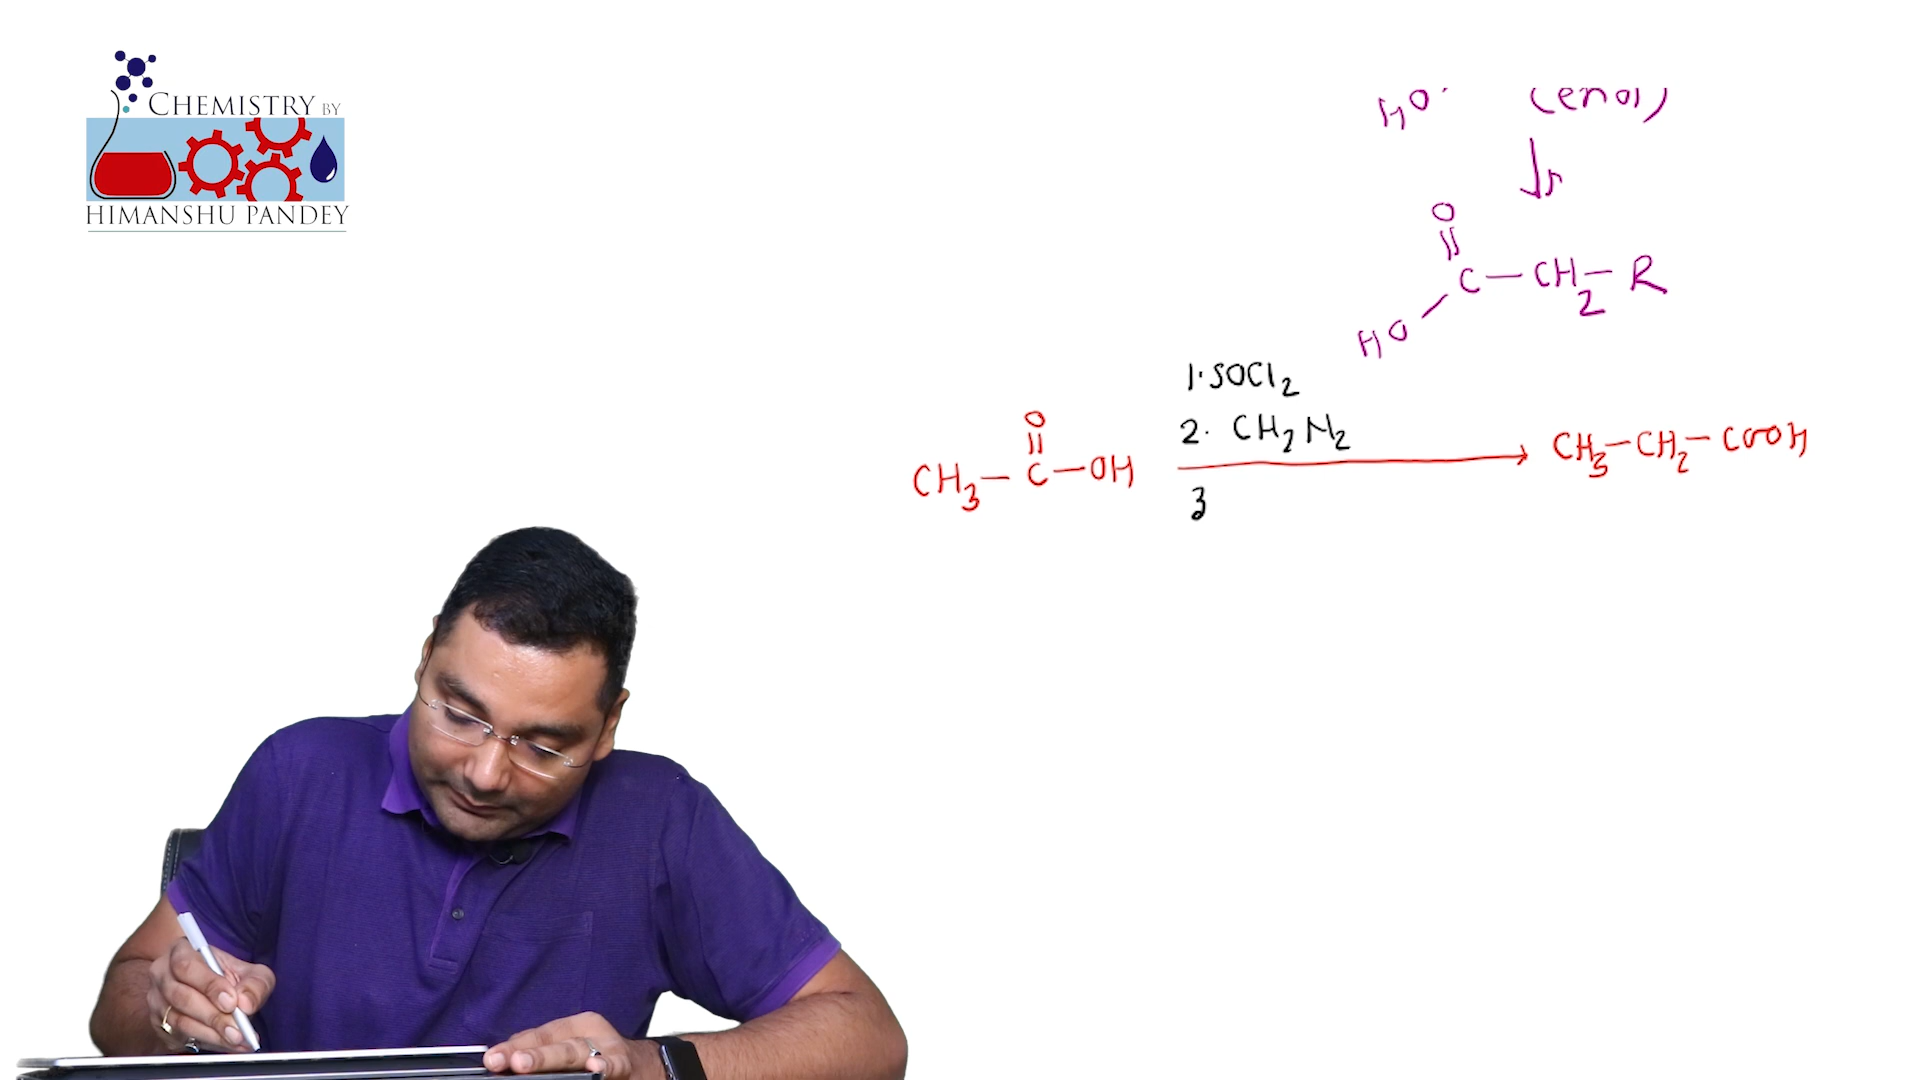 CHEMISTRY BY
HIMANSHU PANDEY
HO (enol)
O
C — CH2 — R
HO
1. SOCl2
2. CH2N2
3
O
CH3 — C — OH
CH3 — CH2 — COOH